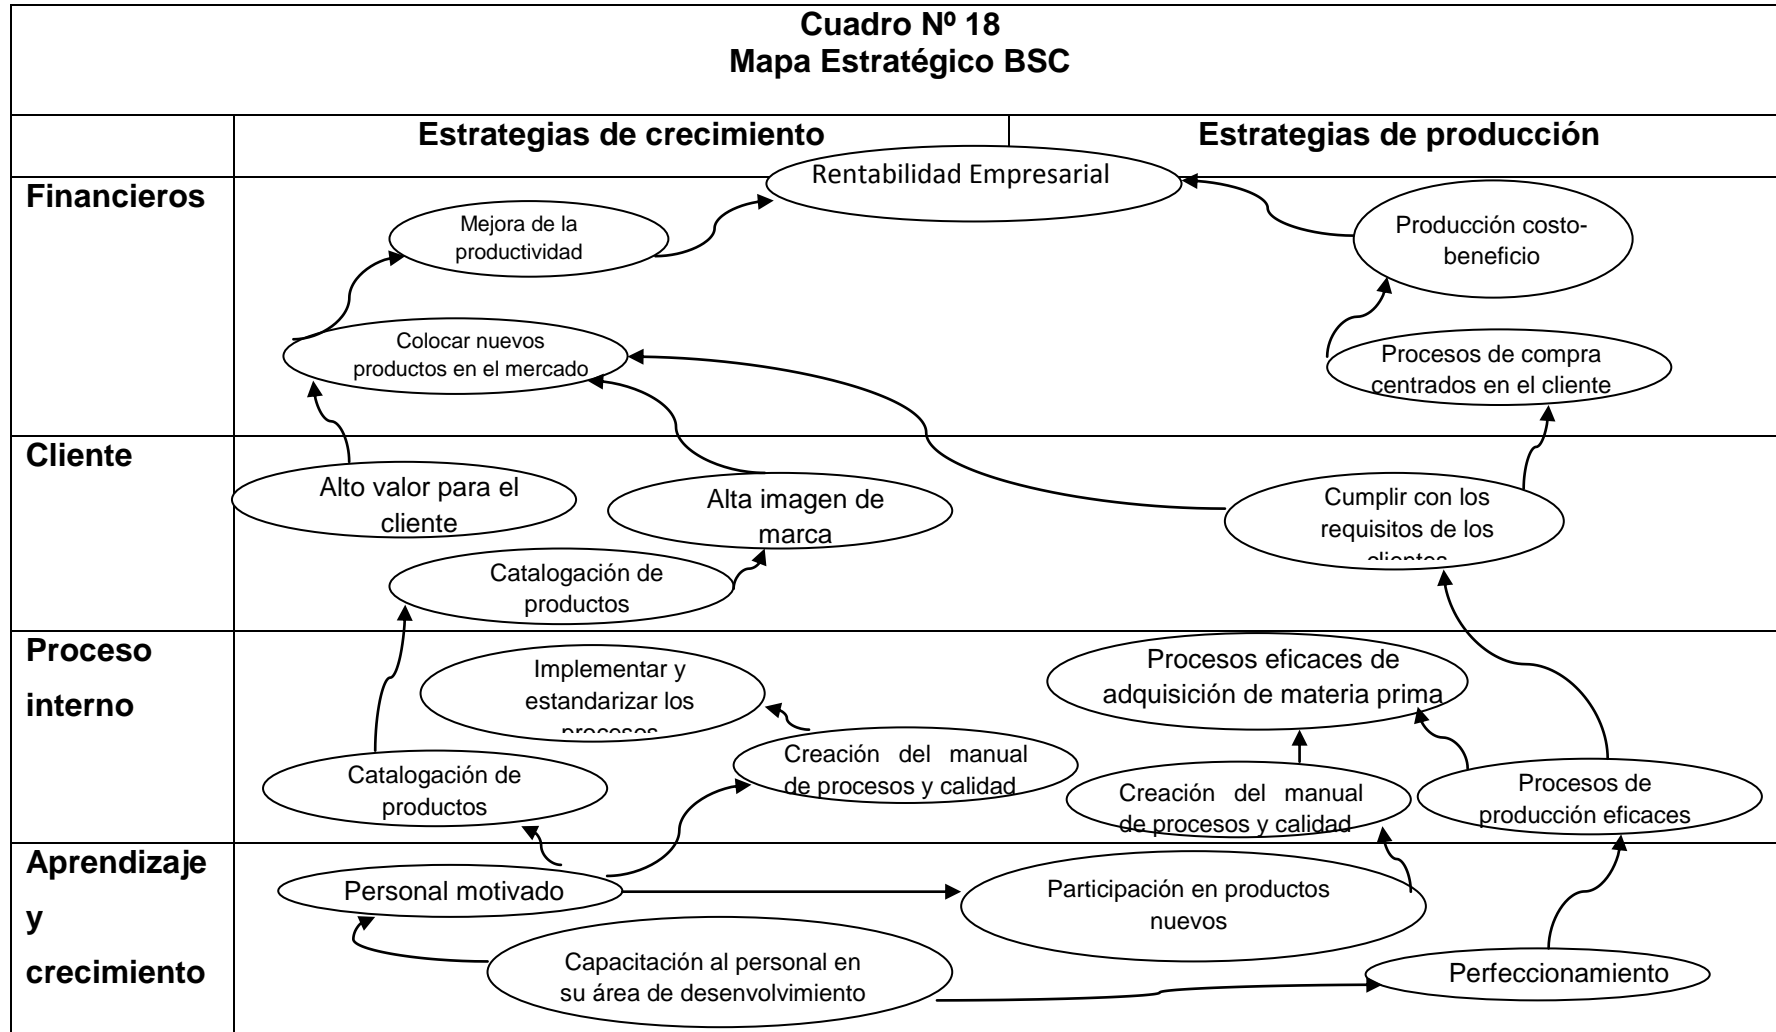 Cuadro Nº 18
Mapa Estratégico BSC
Estrategias de crecimiento
Estrategias de producción
Financieros
Rentabilidad Empresarial
Mejora de la
productividad
Producción costo-
beneficio
Colocar nuevos
productos en el mercado
Procesos de compra
centrados en el cliente
Cliente
Alto valor para el
cliente
Alta imagen de
marca
Cumplir con los
requisitos de los
clientes
Catalogación de
productos
Proceso
interno
Implementar y
estandarizar los
procesos
Procesos eficaces de
adquisición de materia prima
Creación del manual
de procesos y calidad
Catalogación de
productos
Creación del manual
de procesos y calidad
Procesos de
producción eficaces
Aprendizaje
y
crecimiento
Personal motivado
Participación en productos
nuevos
Capacitación al personal en
su área de desenvolvimiento
Perfeccionamiento